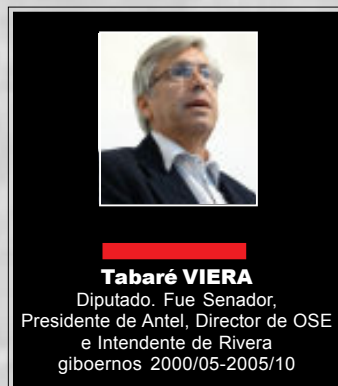 Tabaré VIERA
Diputado. Fue Senador,
Presidente de Antel, Director de OSE
e Intendente de Rivera
giboernos 2000/05-2005/10